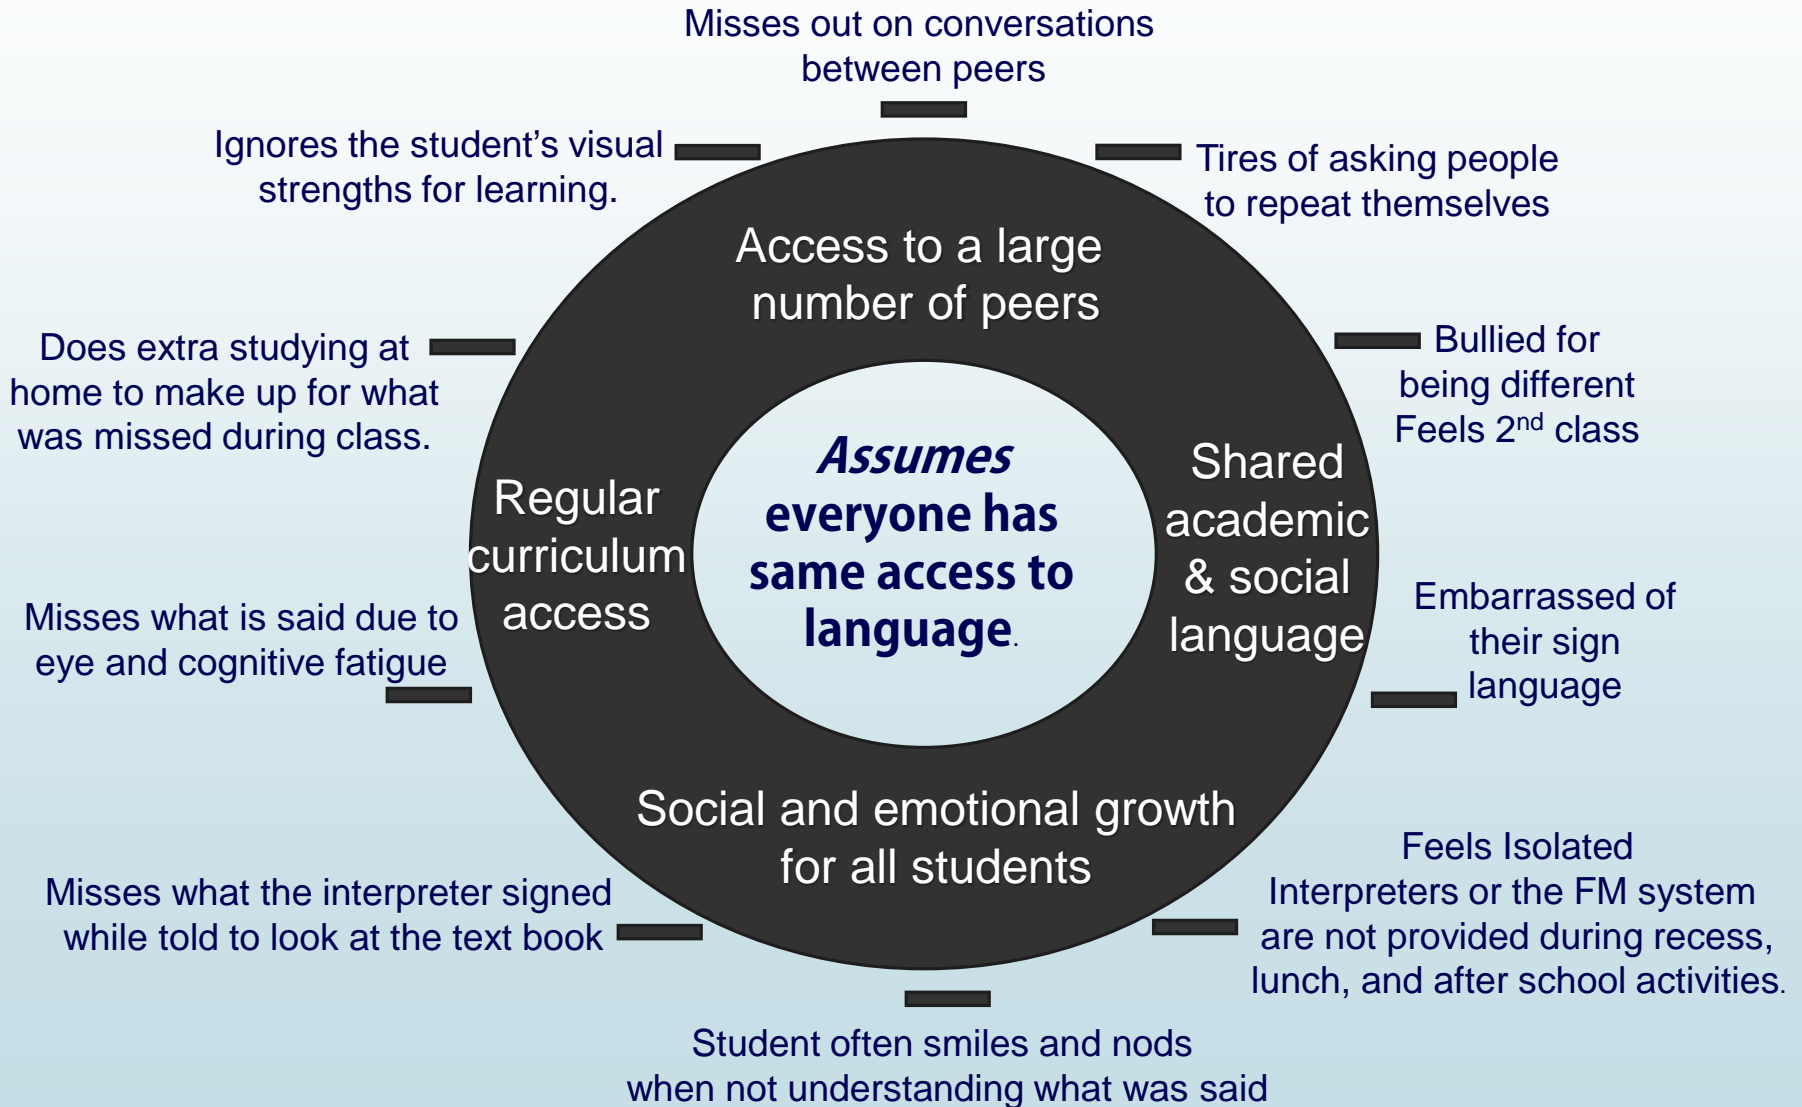 Misses out on conversations
between peers
Ignores the student’s visual
strengths for learning.
Tires of asking people
to repeat themselves
Access to a large
number of peers
Does extra studying at
home to make up for what
was missed during class.
Bullied for
being different
Feels 2nd class
Regular
curriculum
access
Assumes
everyone has
same access to
language.
Shared
academic
& social
language
Misses what is said due to
eye and cognitive fatigue
Embarrassed of
their sign
language
Social and emotional growth
for all students
Misses what the interpreter signed
while told to look at the text book
Feels Isolated
Interpreters or the FM system
are not provided during recess,
lunch, and after school activities.
Student often smiles and nods
when not understanding what was said